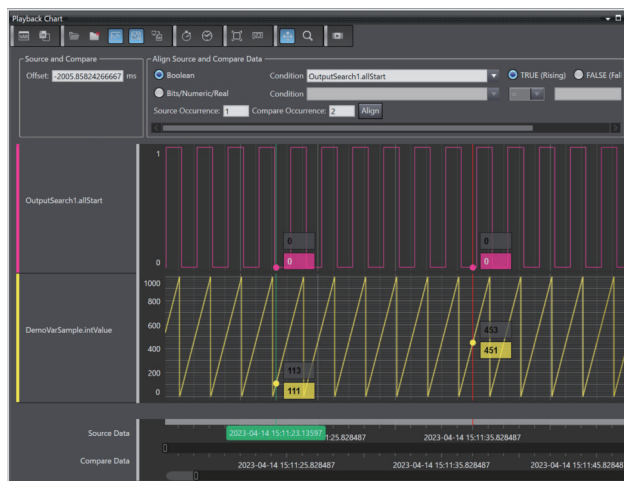 Playback Chart
Source and Compare
Offset: -2005.85824266667 ms
Align Source and Compare Data
Boolean Condition OutputSearch1.allStart TRUE (Rising) FALSE (Fall
Bits/Numeric/Real Condition =
Source Occurrence: 1 Compare Occurrence: 2 Align
1
OutputSearch1.allStart
0 0
0 0 0
1000
800
600
DemoVarSample.intValue
453
400 451
200 113
0 111
Source Data 2023-04-14 15:11:23.13597 1:25.828487 2023-04-14 15:11:35.828487
Compare Data 2023-04-14 15:11:25.828487 2023-04-14 15:11:35.828487 2023-04-14 15:11:45.828487